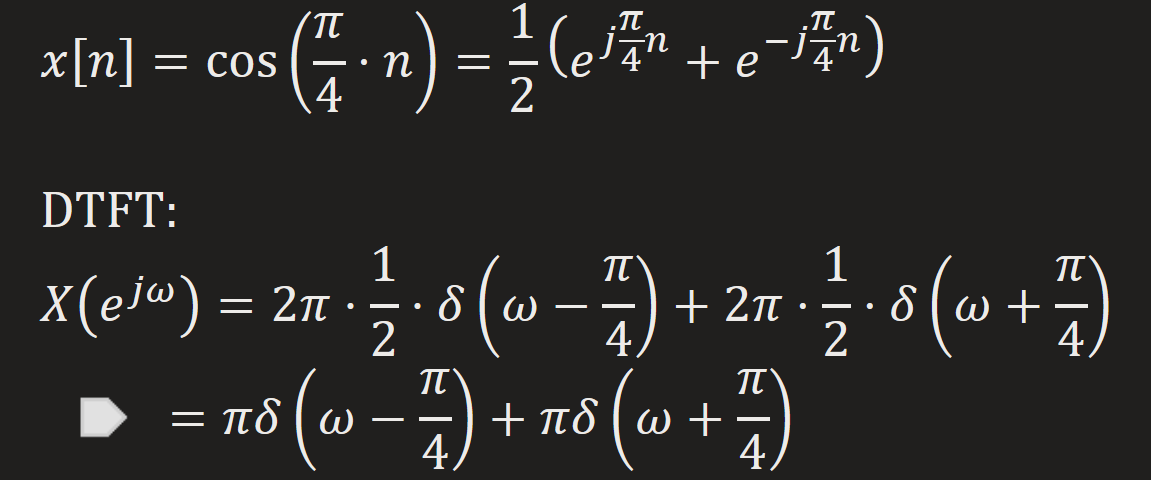 x[n] = cos(π/4 · n) = 1/2 (e^{jπ/4 n} + e^{−jπ/4 n})
DTFT:
X(e^{jω}) = 2π · 1/2 · δ(ω − π/4) + 2π · 1/2 · δ(ω + π/4)
= πδ(ω − π/4) + πδ(ω + π/4)